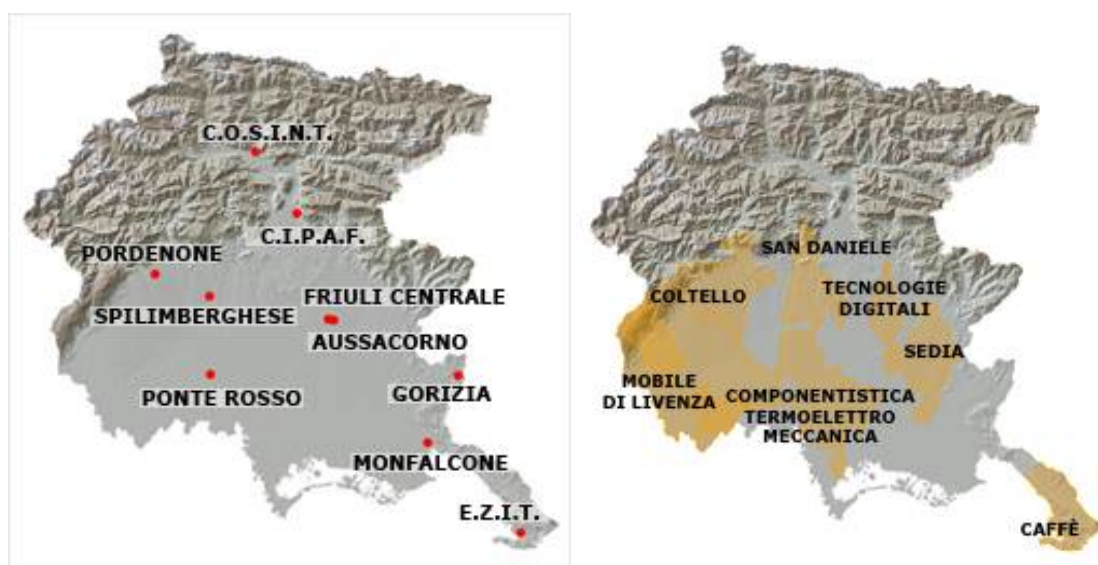 C.O.S.I.N.T.
C.I.P.A.F.
PORDENONE
SPILIMBERGHESE
FRIULI CENTRALE
AUSSACORNO
PONTE ROSSO
GORIZIA
MONFALCONE
E.Z.I.T.
SAN DANIELE
COLTELLO
TECNOLOGIE
DIGITALI
SEDIA
MOBILE
DI LIVENZA
COMPONENTISTICA
TERMOELETTRO
MECCANICA
CAFFÈ